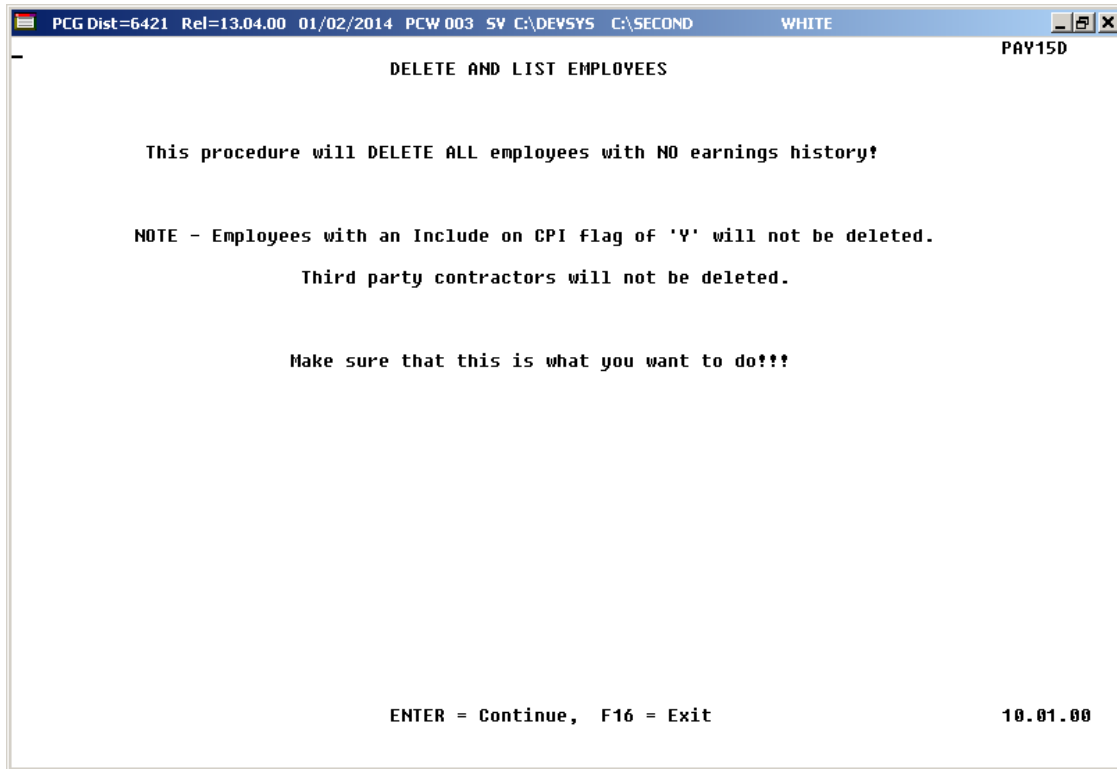 PCG Dist=6421 Rel=13.04.00 01/02/2014 PCW 003 SV C:\DEVSYS C:\SECOND WHITE
PAY15D
DELETE AND LIST EMPLOYEES
This procedure will DELETE ALL employees with NO earnings history!
NOTE - Employees with an Include on CPI flag of 'Y' will not be deleted.
Third party contractors will not be deleted.
Make sure that this is what you want to do!!!
ENTER = Continue, F16 = Exit 10.01.00